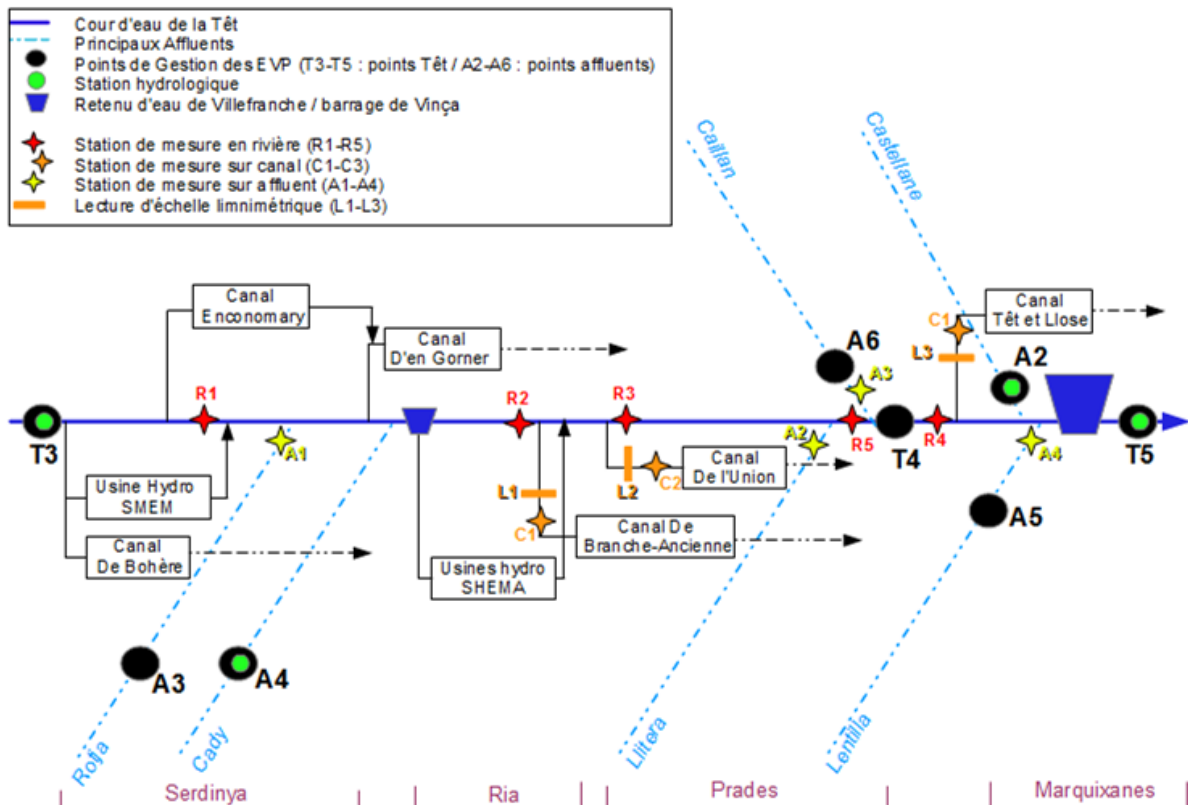 Cour d'eau de la Têt
Principaux Affluents
Points de Gestion des EVP (T3-T5 : points Têt / A2-A6 : points affluents)
Station hydrologique
Retenu d'eau de Villefranche / barrage de Vinça
Station de mesure en rivière (R1-R5)
Station de mesure sur canal (C1-C3)
Station de mesure sur affluent (A1-A4)
Lecture d'échelle limnimétrique (L1-L3)
Caillan
Castellane
Canal
Enconomary
Canal
D'en Gorner
Canal
Têt et Llose
C1
L3
A6
A3
A2
R1
R2
R3
R5
R4
T3
A1
A2
T4
A4
T5
Usine Hydro
SMEM
L1
L2
C2
Canal
De l'Union
C1
Canal De
Branche-Ancienne
A5
Canal
De Bohère
Usines hydro
SHEMA
A3
A4
Rotja
Cady
Llitera
Lentilla
Serdinya
Ria
Prades
Marquixanes